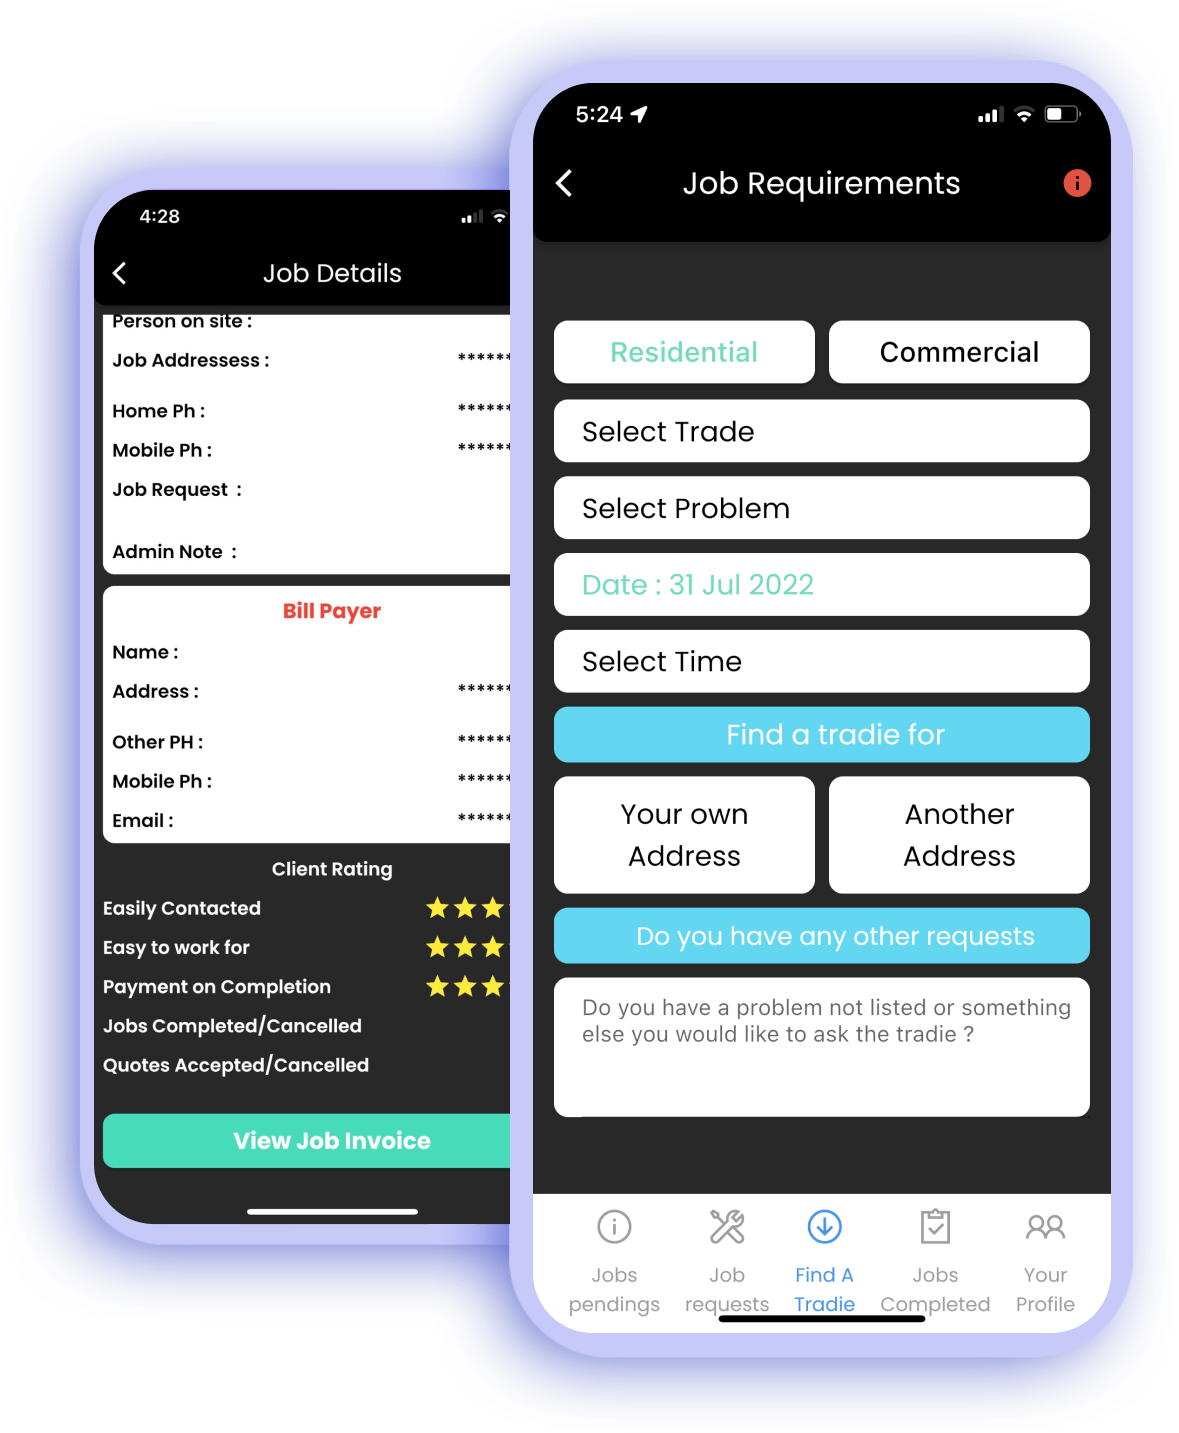 4:28
Job Details
Person on site :
Job Addressess : ******
Home Ph : ******
Mobile Ph : ******
Job Request :
Admin Note :
Bill Payer
Name :
Address : ******
Other PH : ******
Mobile Ph : ******
Email : ******
Client Rating
Easily Contacted
Easy to work for
Payment on Completion
Jobs Completed/Cancelled
Quotes Accepted/Cancelled
View Job Invoice
5:24
Job Requirements
Residential
Commercial
Select Trade
Select Problem
Date : 31 Jul 2022
Select Time
Find a tradie for
Your own
Address
Another
Address
Do you have any other requests
Do you have a problem not listed or something
else you would like to ask the tradie ?
Jobs
pendings
Job
requests
Find A
Tradie
Jobs
Completed
Your
Profile